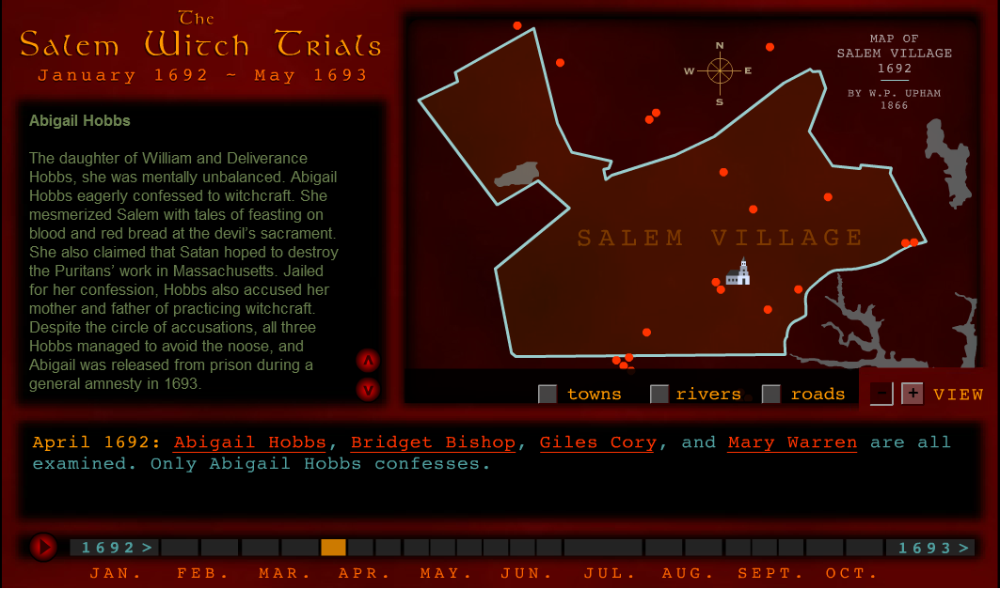 The
Salem Witch Trials
January 1692 ~ May 1693
Abigail Hobbs
The daughter of William and Deliverance
Hobbs, she was mentally unbalanced. Abigail
Hobbs eagerly confessed to witchcraft. She
mesmerized Salem with tales of feasting on
blood and red bread at the devil's sacrament.
She also claimed that Satan hoped to destroy
the Puritans' work in Massachusetts. Jailed
for her confession, Hobbs also accused her
mother and father of practicing witchcraft.
Despite the circle of accusations, all three
Hobbs managed to avoid the noose, and
Abigail was released from prison during a
general amnesty in 1693.
N
W E
S
MAP OF
SALEM VILLAGE
1692
BY W.P. UPHAM
1866
SALEM VILLAGE
towns rivers roads - + VIEW
April 1692: Abigail Hobbs, Bridget Bishop, Giles Cory, and Mary Warren are all
examined. Only Abigail Hobbs confesses.
1692 > 1693 >
JAN. FEB. MAR. APR. MAY. JUN. JUL. AUG. SEPT. OCT.